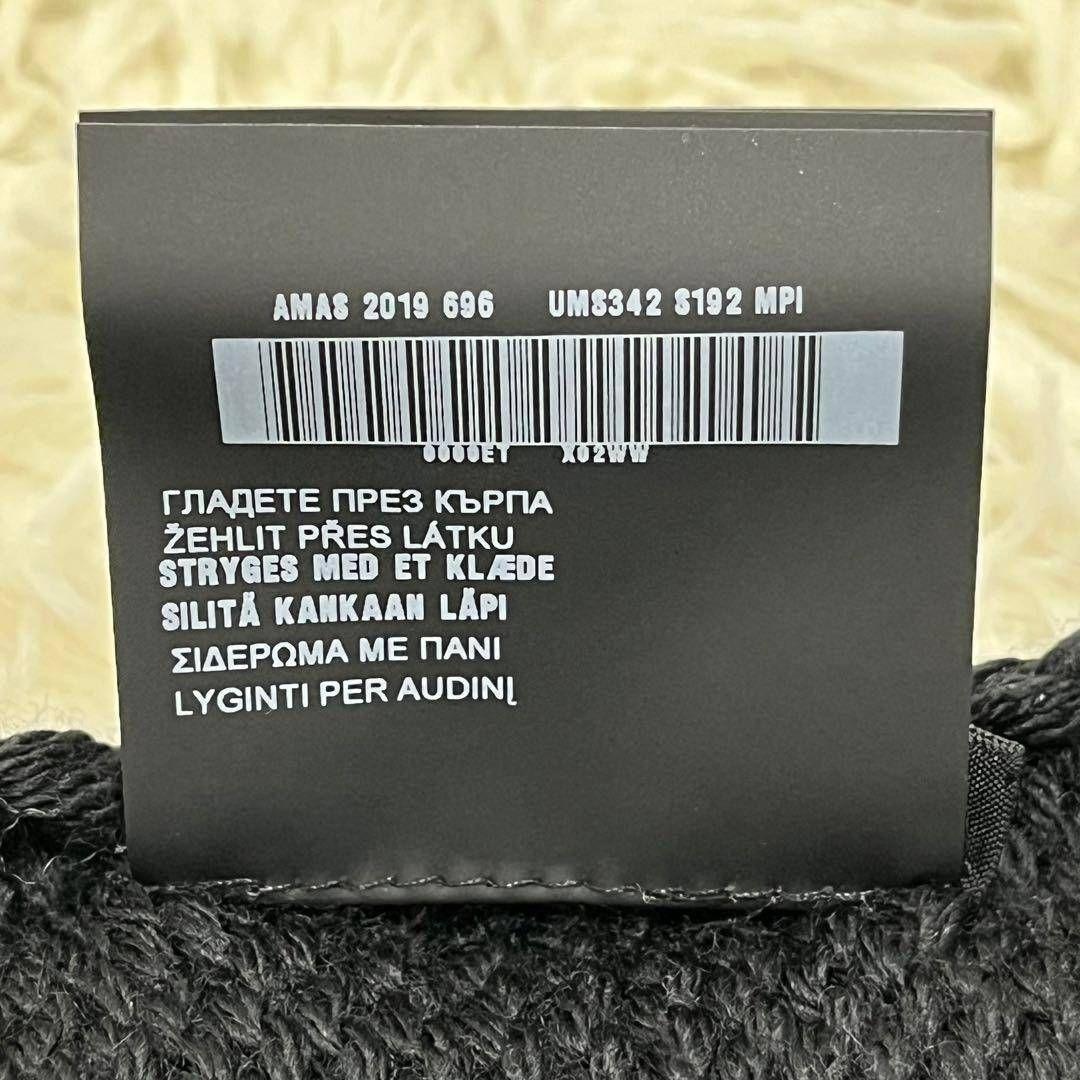 AMAS 2019 696 UMS342 S192 MPI
0000ET X02WW
ГЛАДЕТЕ ПРЕЗ КЪРПА
ŽEHLIT PŘES LÁTKU
STRYGES MED ET KLÆDE
SILITÄ KANKAAN LÄPI
ΣΙΔΕΡΩΜΑ ΜΕ ΠΑΝΙ
LYGINTI PER AUDINĮ